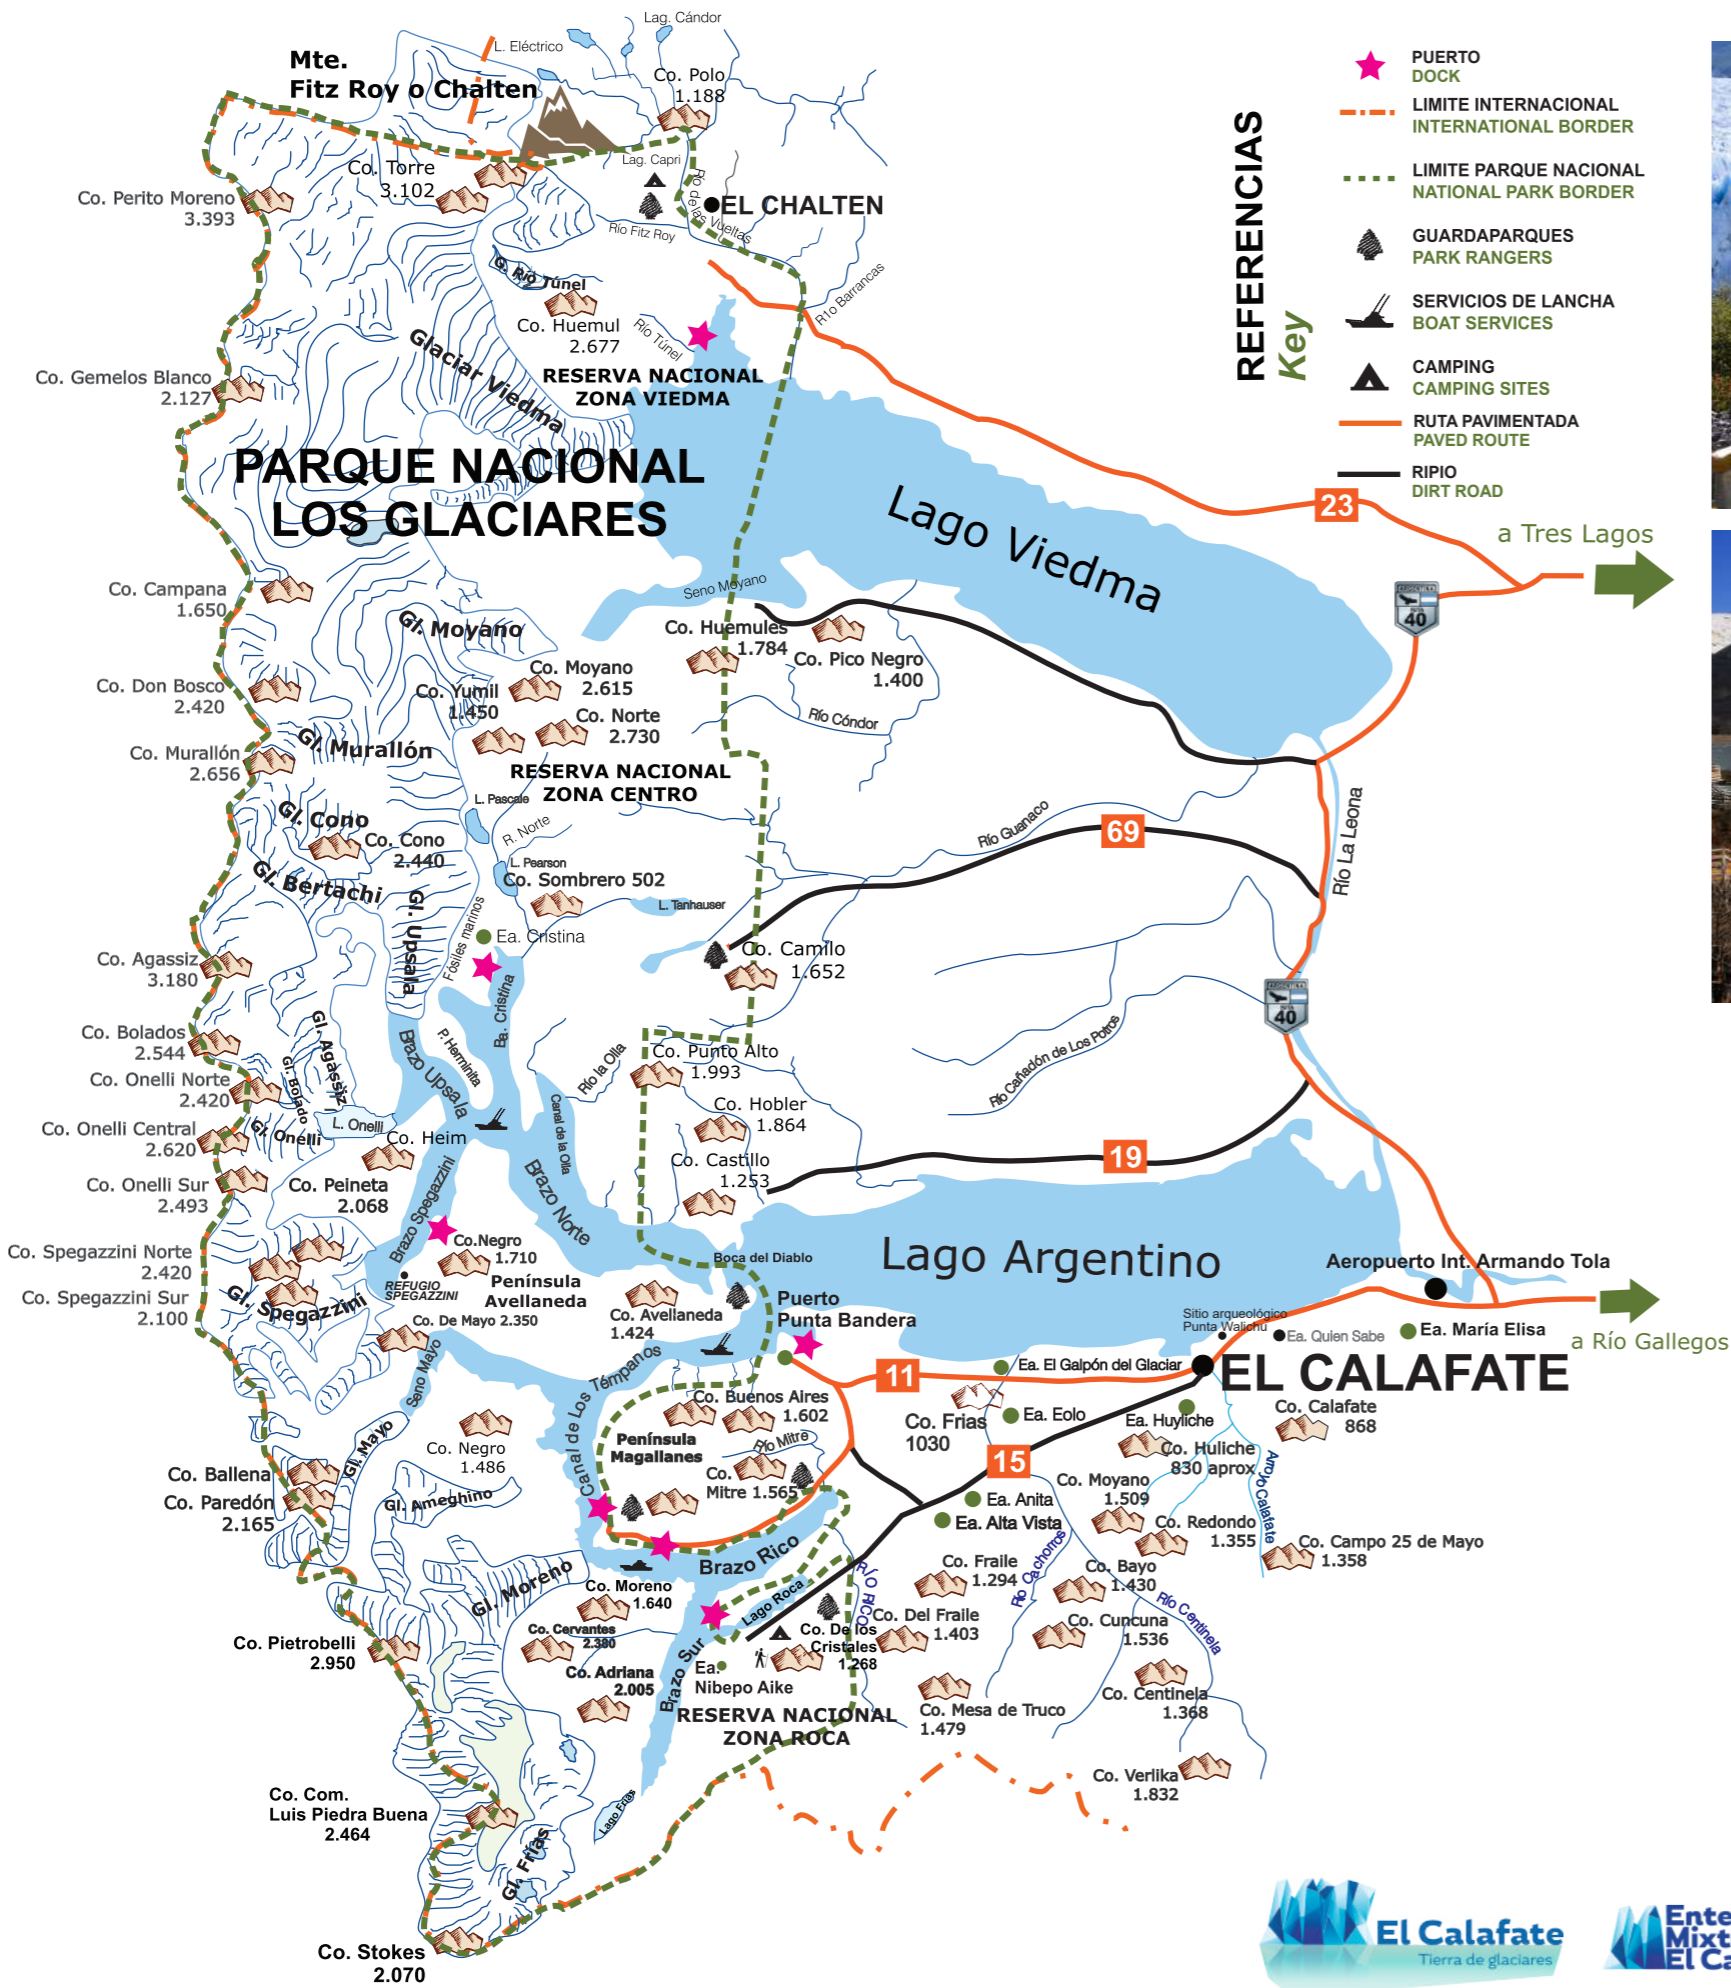 Lag. Cándor
L. Eléctrico
Mte.
Fitz Roy o Chalten
Co. Polo
1.188
Co. Torre
3.102
Lag. Capri
Co. Perito Moreno
3.393
Río de las Vueltas
EL CHALTEN
Río Fitz Roy
G. Río Túnel
Co. Huemul
2.677
Río Túnel
R1o Barrancas
Glaciar Viedma
RESERVA NACIONAL
ZONA VIEDMA
Co. Gemelos Blanco
2.127
PARQUE NACIONAL
LOS GLACIARES
Lago Viedma
23
a Tres Lagos
ARGENTINA
RUTA
40
Seno Moyano
Co. Campana
1.650
Gl. Moyano
Co. Huemules
1.784
Co. Pico Negro
1.400
Co. Moyano
2.615
Co. Yumil
1.450
Co. Don Bosco
2.420
Co. Norte
2.730
Río Cóndor
Gl. Murallón
Co. Murallón
2.656
RESERVA NACIONAL
ZONA CENTRO
L. Pascale
R. Norte
Gl. Cono
Co. Cono
2.440
Río Guanaco
69
Río La Leona
L. Pearson
Co. Sombrero 502
Gl. Bertachi
Gl. Upsala
L. Tanhauser
Fósiles marinos
Ea. Cristina
Co. Camilo
1.652
Co. Agassiz
3.180
Ba. Cristina
ARGENTINA
RUTA
40
Co. Bolados
2.544
Gl. Agassiz
Gl. Bolado
Brazo Upsala
P. Herminita
Río la Olla
Co. Punto Alto
1.993
Río Cañadón de Los Potros
Co. Onelli Norte
2.420
Canal de la Olla
Co. Hobler
1.864
L. Onelli
Gl. Onelli
Co. Heim
Co. Onelli Central
2.620
Co. Castillo
1.253
19
Co. Onelli Sur
2.493
Co. Peineta
2.068
Brazo Spegazzini
Brazo Norte
Co.Negro
1.710
Co. Spegazzini Norte
2.420
REFUGIO
SPEGAZZINI
Península
Avellaneda
Boca del Diablo
Lago Argentino
Aeropuerto Int. Armando Tola
Co. Spegazzini Sur
2.100
Gl. Spegazzini
Co. De Mayo 2.350
Co. Avellaneda
1.424
Puerto
Punta Bandera
Sitio arqueológico
Punta Walichu
Ea. Quien Sabe
Ea. María Elisa
a Río Gallegos
Seno Mayo
Canal de Los Témpanos
11
Ea. El Galpón del Glaciar
EL CALAFATE
Co. Buenos Aires
1.602
Co. Frias
1030
Ea. Eolo
Ea. Huyliche
Co. Calafate
868
Gl. Mayo
Co. Negro
1.486
Península
Magallanes
Río Mitre
Co.
Mitre 1.565
15
Co. Huliche
830 aprox.
Arroyo Calafate
Co. Ballena
Co. Paredón
2.165
Gl. Ameghino
Co. Moyano
1.509
Ea. Anita
Ea. Alta Vista
Co. Redondo
1.355
Co. Campo 25 de Mayo
1.358
Brazo Rico
Gl. Moreno
Co. Moreno
1.640
Lago Roca
RÍO RICO
Co. Fraile
1.294
Río Cachorros
Co. Bayo
1.430
Río Centinela
Co. Cervantes
2.380
Co. De los
Cristales
1.268
Co. Del Fraile
1.403
Co. Cuncuna
1.536
Co. Pietrobelli
2.950
Co. Adriana
2.005
Brazo Sur
Ea.
Nibepo Aike
Co. Centinela
1.368
RESERVA NACIONAL
ZONA ROCA
Co. Mesa de Truco
1.479
Co. Verlika
1.832
Co. Com.
Luis Piedra Buena
2.464
Lago Frías
Gl. Frías
Co. Stokes
2.070
REFERENCIAS
Key
PUERTO
DOCK
LIMITE INTERNACIONAL
INTERNATIONAL BORDER
LIMITE PARQUE NACIONAL
NATIONAL PARK BORDER
GUARDAPARQUES
PARK RANGERS
SERVICIOS DE LANCHA
BOAT SERVICES
CAMPING
CAMPING SITES
RUTA PAVIMENTADA
PAVED ROUTE
RIPIO
DIRT ROAD
El Calafate
Tierra de glaciares
Ente
Mixt
El Ca